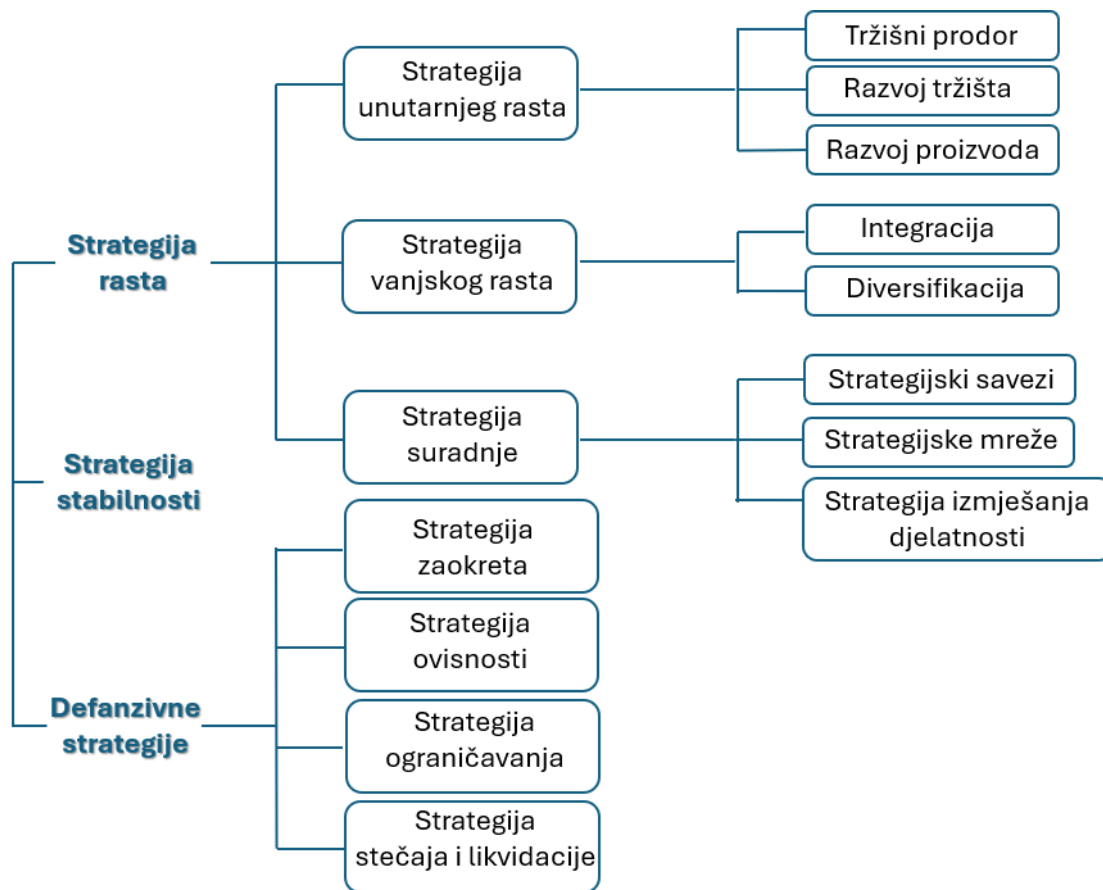 Strategija
rasta
Strategija
unutarnjeg rasta
Tržišni prodor
Razvoj tržišta
Razvoj proizvoda
Strategija
vanjskog rasta
Integracija
Diversifikacija
Strategija
suradnje
Strategijski savezi
Strategijske mreže
Strategija izmješanja
djelatnosti
Strategija
stabilnosti
Defanzivne
strategije
Strategija
zaokreta
Strategija
ovisnosti
Strategija
ograničavanja
Strategija
stečaja i likvidacije